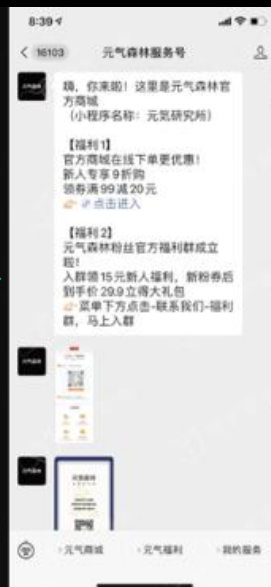 8:39
16103
元气森林服务号
嗨，你来啦！这里是元气森林官
方商城
（小程序名称：元気研究所）
【福利1】
官方商城在线下单更优惠！
新人专享9折购
领券满99减20元
👉🔗点击进入
【福利2】
元气森林粉丝官方福利群成立
啦！
入群领15元新人福利，新粉券后
到手价 29.9 立得大礼包
👉菜单下方点击-联系我们-福利
群，马上入群
元气商城
元气福利
我的服务